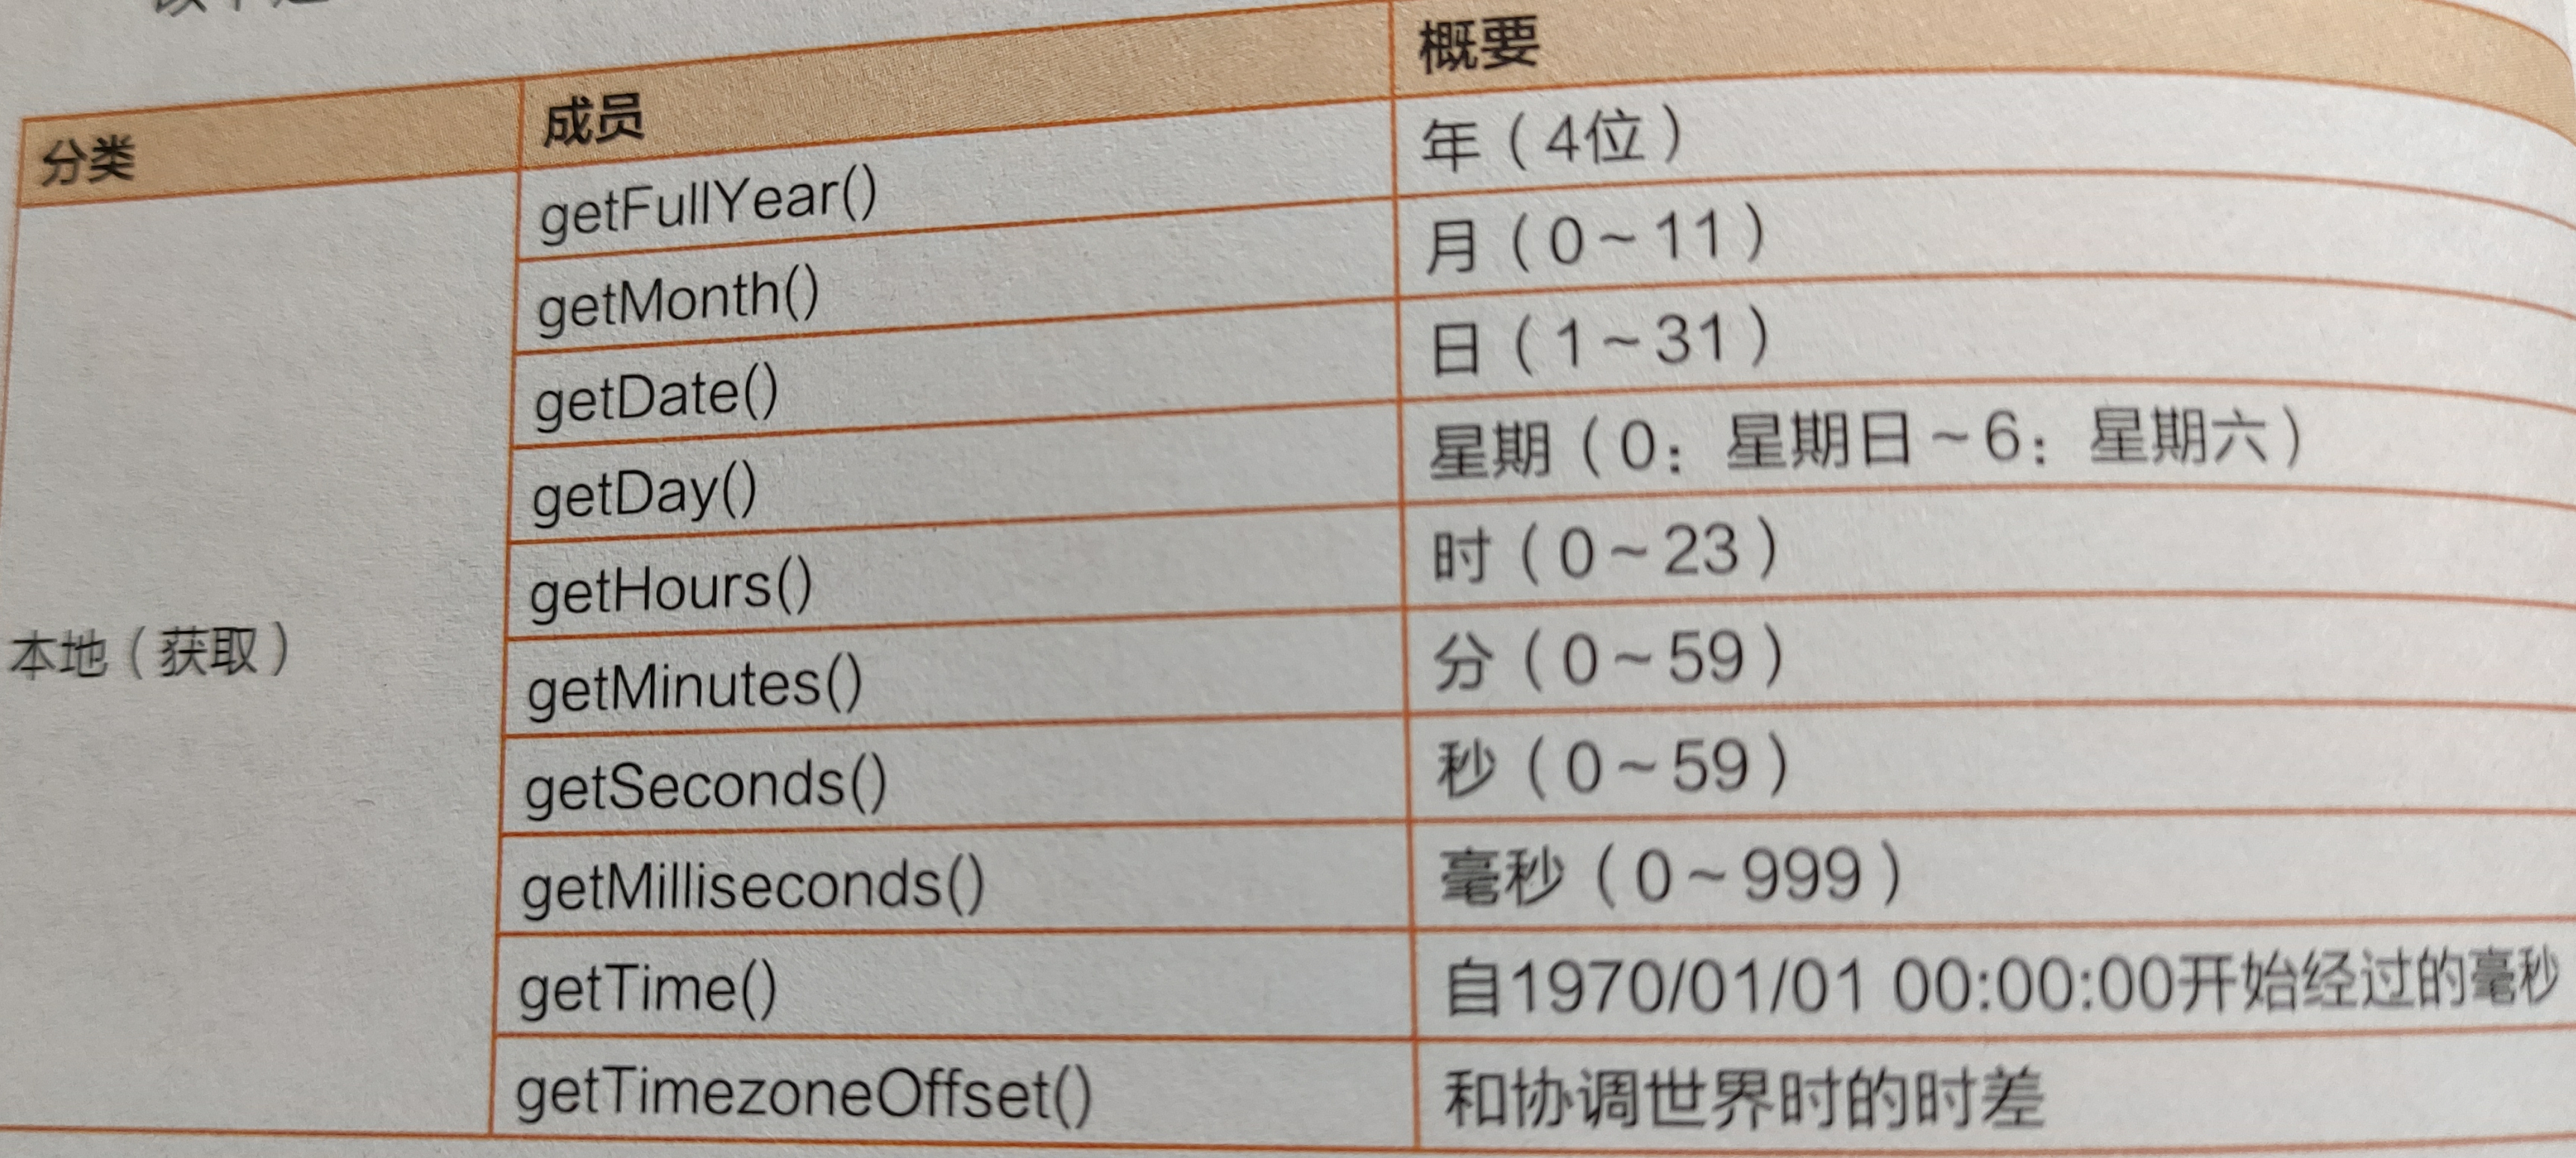 分类 成员 概要
getFullYear() 年（4位）
getMonth() 月（0~11）
getDate() 日（1~31）
getDay() 星期（0：星期日~6：星期六）
getHours() 时（0~23）
本地（获取） getMinutes() 分（0~59）
getSeconds() 秒（0~59）
getMilliseconds() 毫秒（0~999）
getTime() 自1970/01/01 00:00:00开始经过的毫秒
getTimezoneOffset() 和协调世界时的时差